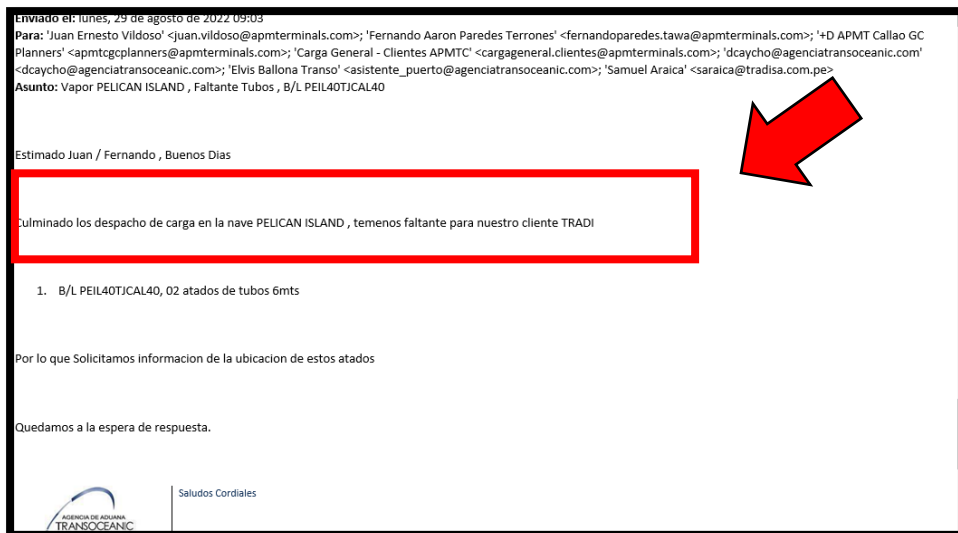 Enviado el: lunes, 29 de agosto de 2022 09:03
Para: 'Juan Ernesto Vildoso' <juan.vildoso@apmterminals.com>; 'Fernando Aaron Paredes Terrones' <fernandoparedes.tawa@apmterminals.com>; '+D APMT Callao GC
Planners' <apmtcgcplanners@apmterminals.com>; 'Carga General - Clientes APMTC' <cargageneral.clientes@apmterminals.com>; 'dcaycho@agenciatransoceanic.com'
<dcaycho@agenciatransoceanic.com>; 'Elvis Ballona Transo' <asistente_puerto@agenciatransoceanic.com>; 'Samuel Araica' <saraica@tradisa.com.pe>
Asunto: Vapor PELICAN ISLAND , Faltante Tubos , B/L PEIL40TJCAL40
Estimado Juan / Fernando , Buenos Dias
Culminado los despacho de carga en la nave PELICAN ISLAND , temenos faltante para nuestro cliente TRADI
1. B/L PEIL40TJCAL40, 02 atados de tubos 6mts
Por lo que Solicitamos informacion de la ubicacion de estos atados
Quedamos a la espera de respuesta.
Saludos Cordiales
AGENCIA DE ADUANA
TRANSOCEANIC